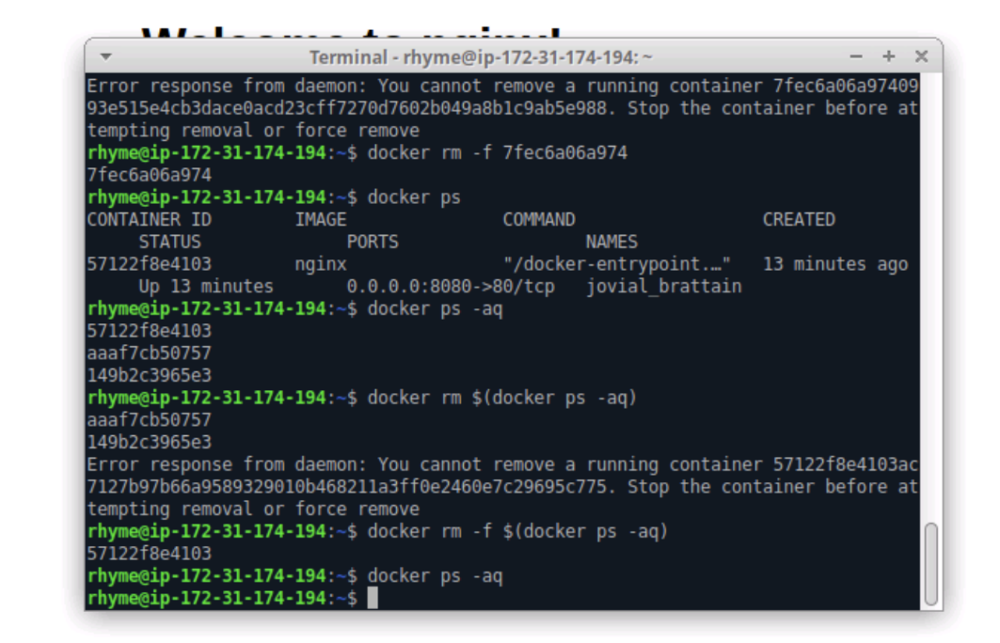 Welcome to nginx!
Terminal - rhyme@ip-172-31-174-194: ~
Error response from daemon: You cannot remove a running container 7fec6a06a97409
93e515e4cb3dace0acd23cff7270d7602b049a8b1c9ab5e988. Stop the container before at
tempting removal or force remove
rhyme@ip-172-31-174-194:~$ docker rm -f 7fec6a06a974
7fec6a06a974
rhyme@ip-172-31-174-194:~$ docker ps
CONTAINER ID        IMAGE               COMMAND                  CREATED
     STATUS              PORTS                  NAMES
57122f8e4103        nginx               "/docker-entrypoint.…"   13 minutes ago
     Up 13 minutes       0.0.0.0:8080->80/tcp   jovial_brattain
rhyme@ip-172-31-174-194:~$ docker ps -aq
57122f8e4103
aaaf7cb50757
149b2c3965e3
rhyme@ip-172-31-174-194:~$ docker rm $(docker ps -aq)
aaaf7cb50757
149b2c3965e3
Error response from daemon: You cannot remove a running container 57122f8e4103ac
7127b97b66a9589329010b468211a3ff0e2460e7c29695c775. Stop the container before at
tempting removal or force remove
rhyme@ip-172-31-174-194:~$ docker rm -f $(docker ps -aq)
57122f8e4103
rhyme@ip-172-31-174-194:~$ docker ps -aq
rhyme@ip-172-31-174-194:~$